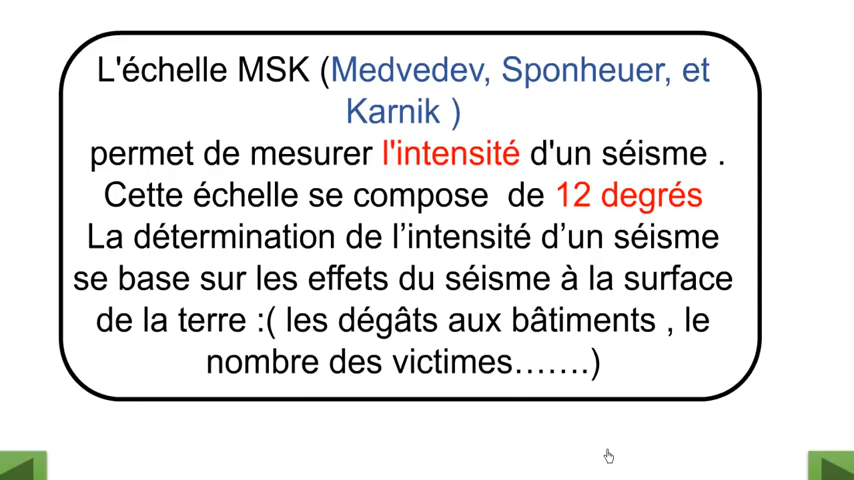 L'échelle MSK (Medvedev, Sponheuer, et
Karnik )
permet de mesurer l'intensité d'un séisme .
Cette échelle se compose  de 12 degrés
La détermination de l’intensité d’un séisme
se base sur les effets du séisme à la surface
de la terre :( les dégâts aux bâtiments , le
nombre des victimes…….)